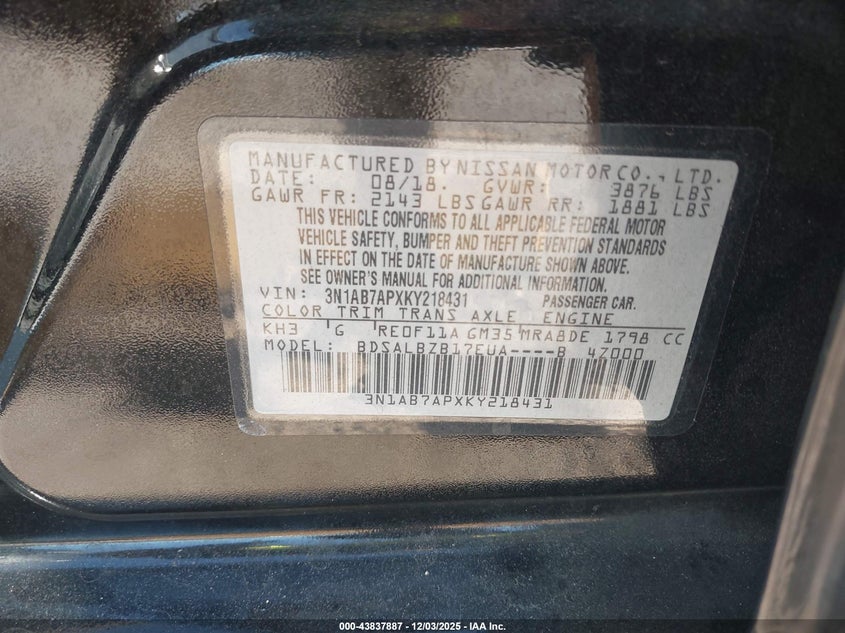 MANUFACTURED BY NISSAN MOTOR CO., LTD.
DATE: 08/18. GVWR: 3876 LBS
GAWR FR: 2143 LBS GAWR RR: 1881 LBS
THIS VEHICLE CONFORMS TO ALL APPLICABLE FEDERAL MOTOR
VEHICLE SAFETY, BUMPER AND THEFT PREVENTION STANDARDS
IN EFFECT ON THE DATE OF MANUFACTURE SHOWN ABOVE.
SEE OWNER'S MANUAL FOR ADDITIONAL INFORMATION.
VIN: 3N1AB7APXKY218431 PASSENGER CAR.
COLOR TRIM TRANS AXLE ENGINE
KH3 G RE0F11A GM35 MRA8DE 1798 CC
MODEL: BDSALBZB17EUA----B 47000
3N1AB7APXKY218431
000-43837887 - 12/03/2025 - IAA Inc.